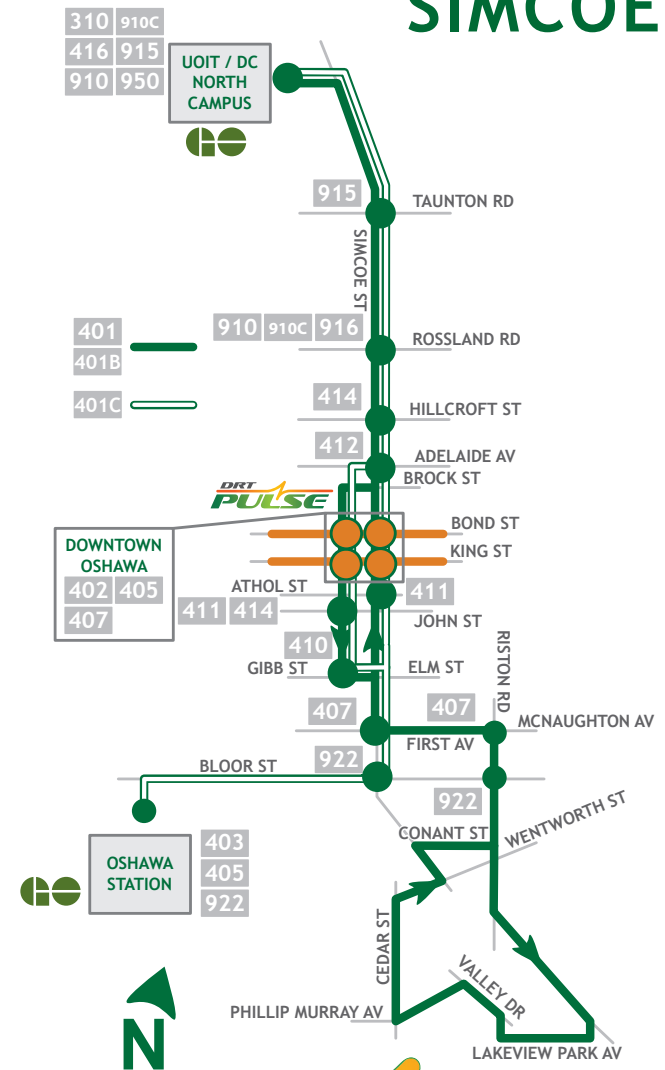 SIMCOE
310 910C
416 915
910 950
UOIT / DC
NORTH
CAMPUS
GO
915
TAUNTON RD
SIMCOE ST
910 910C 916
ROSSLAND RD
401
401B
401C
414
HILLCROFT ST
412
ADELAIDE AV
BROCK ST
DRT
PULSE
BOND ST
KING ST
DOWNTOWN
OSHAWA
402 405
407
ATHOL ST
411
411 414
JOHN ST
410
GIBB ST
ELM ST
RISTON RD
407
407
MCNAUGHTON AV
FIRST AV
BLOOR ST
922
922
CONANT ST
WENTWORTH ST
OSHAWA
STATION
403
405
922
GO
CEDAR ST
VALLEY DR
PHILLIP MURRAY AV
LAKEVIEW PARK AV
N